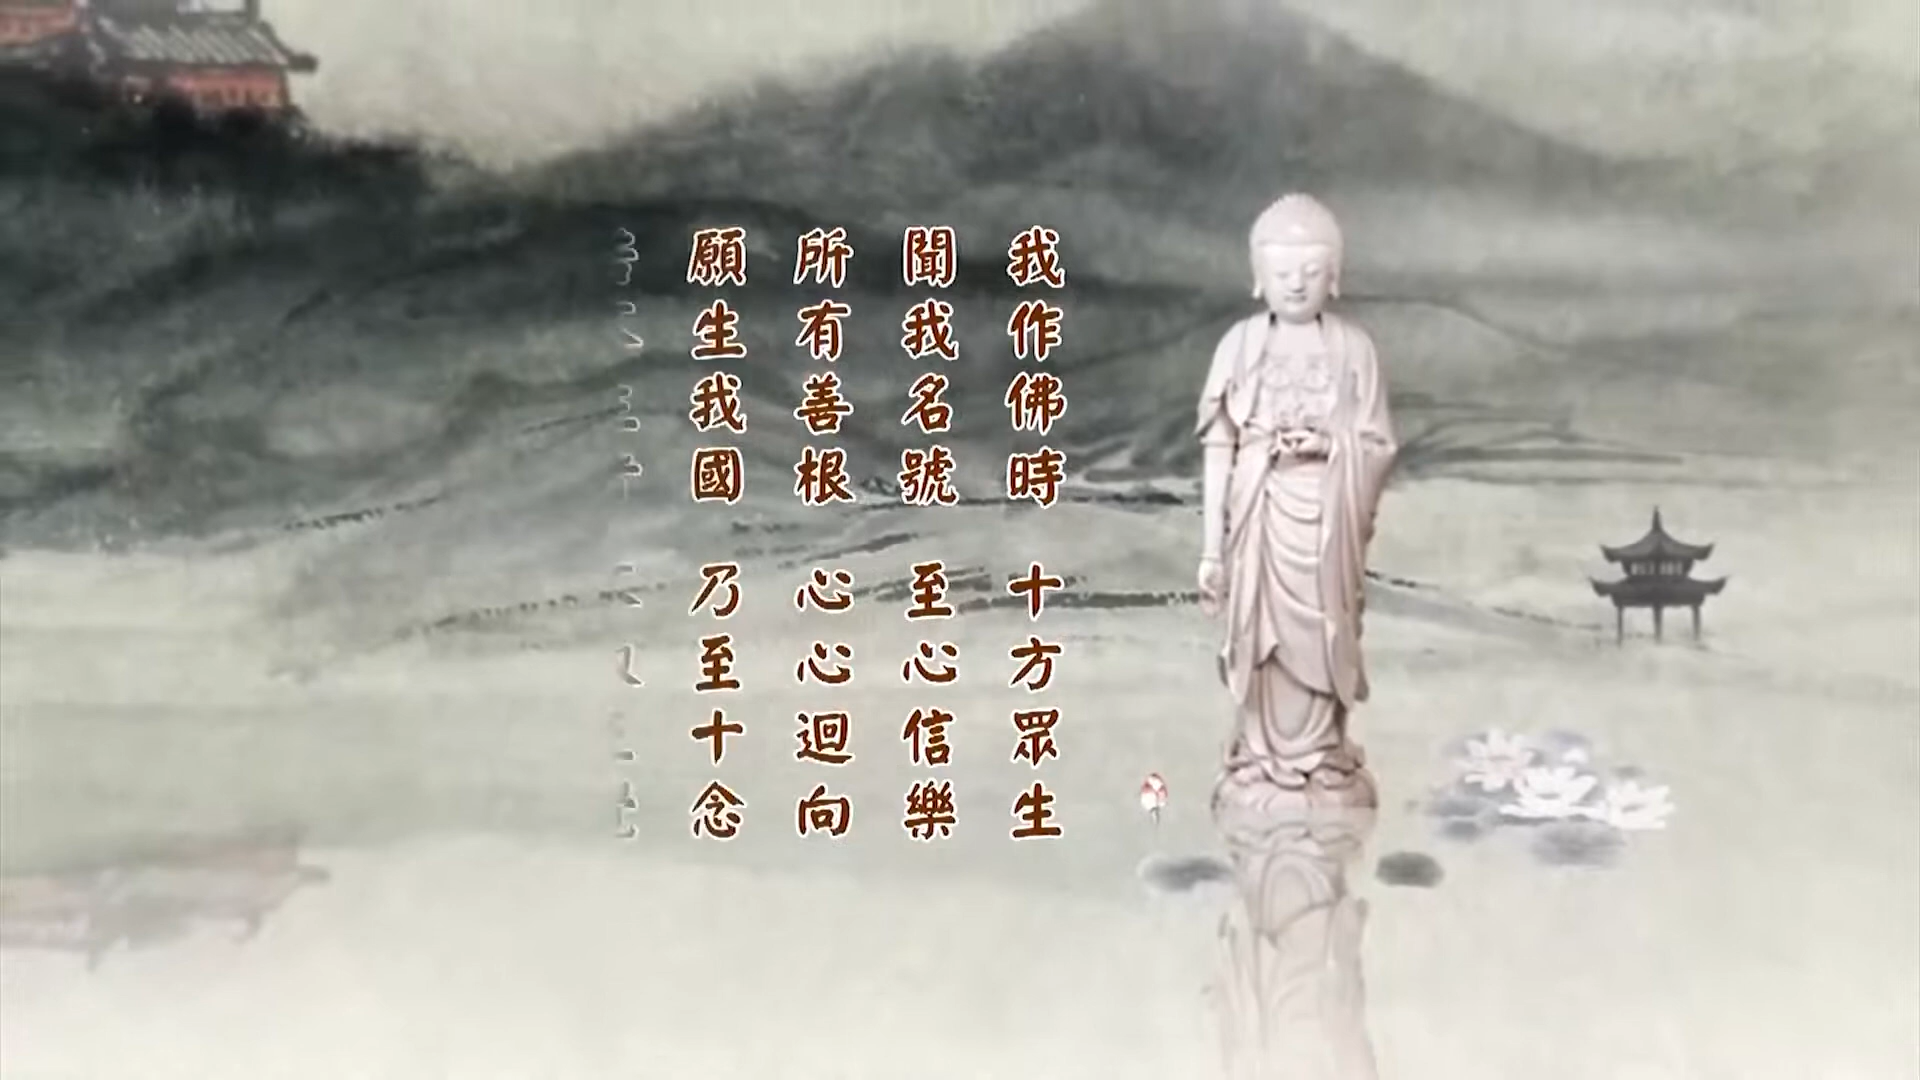 我作佛時 十方眾生
聞我名號 至心信樂
所有善根 心心迴向
願生我國 乃至十念